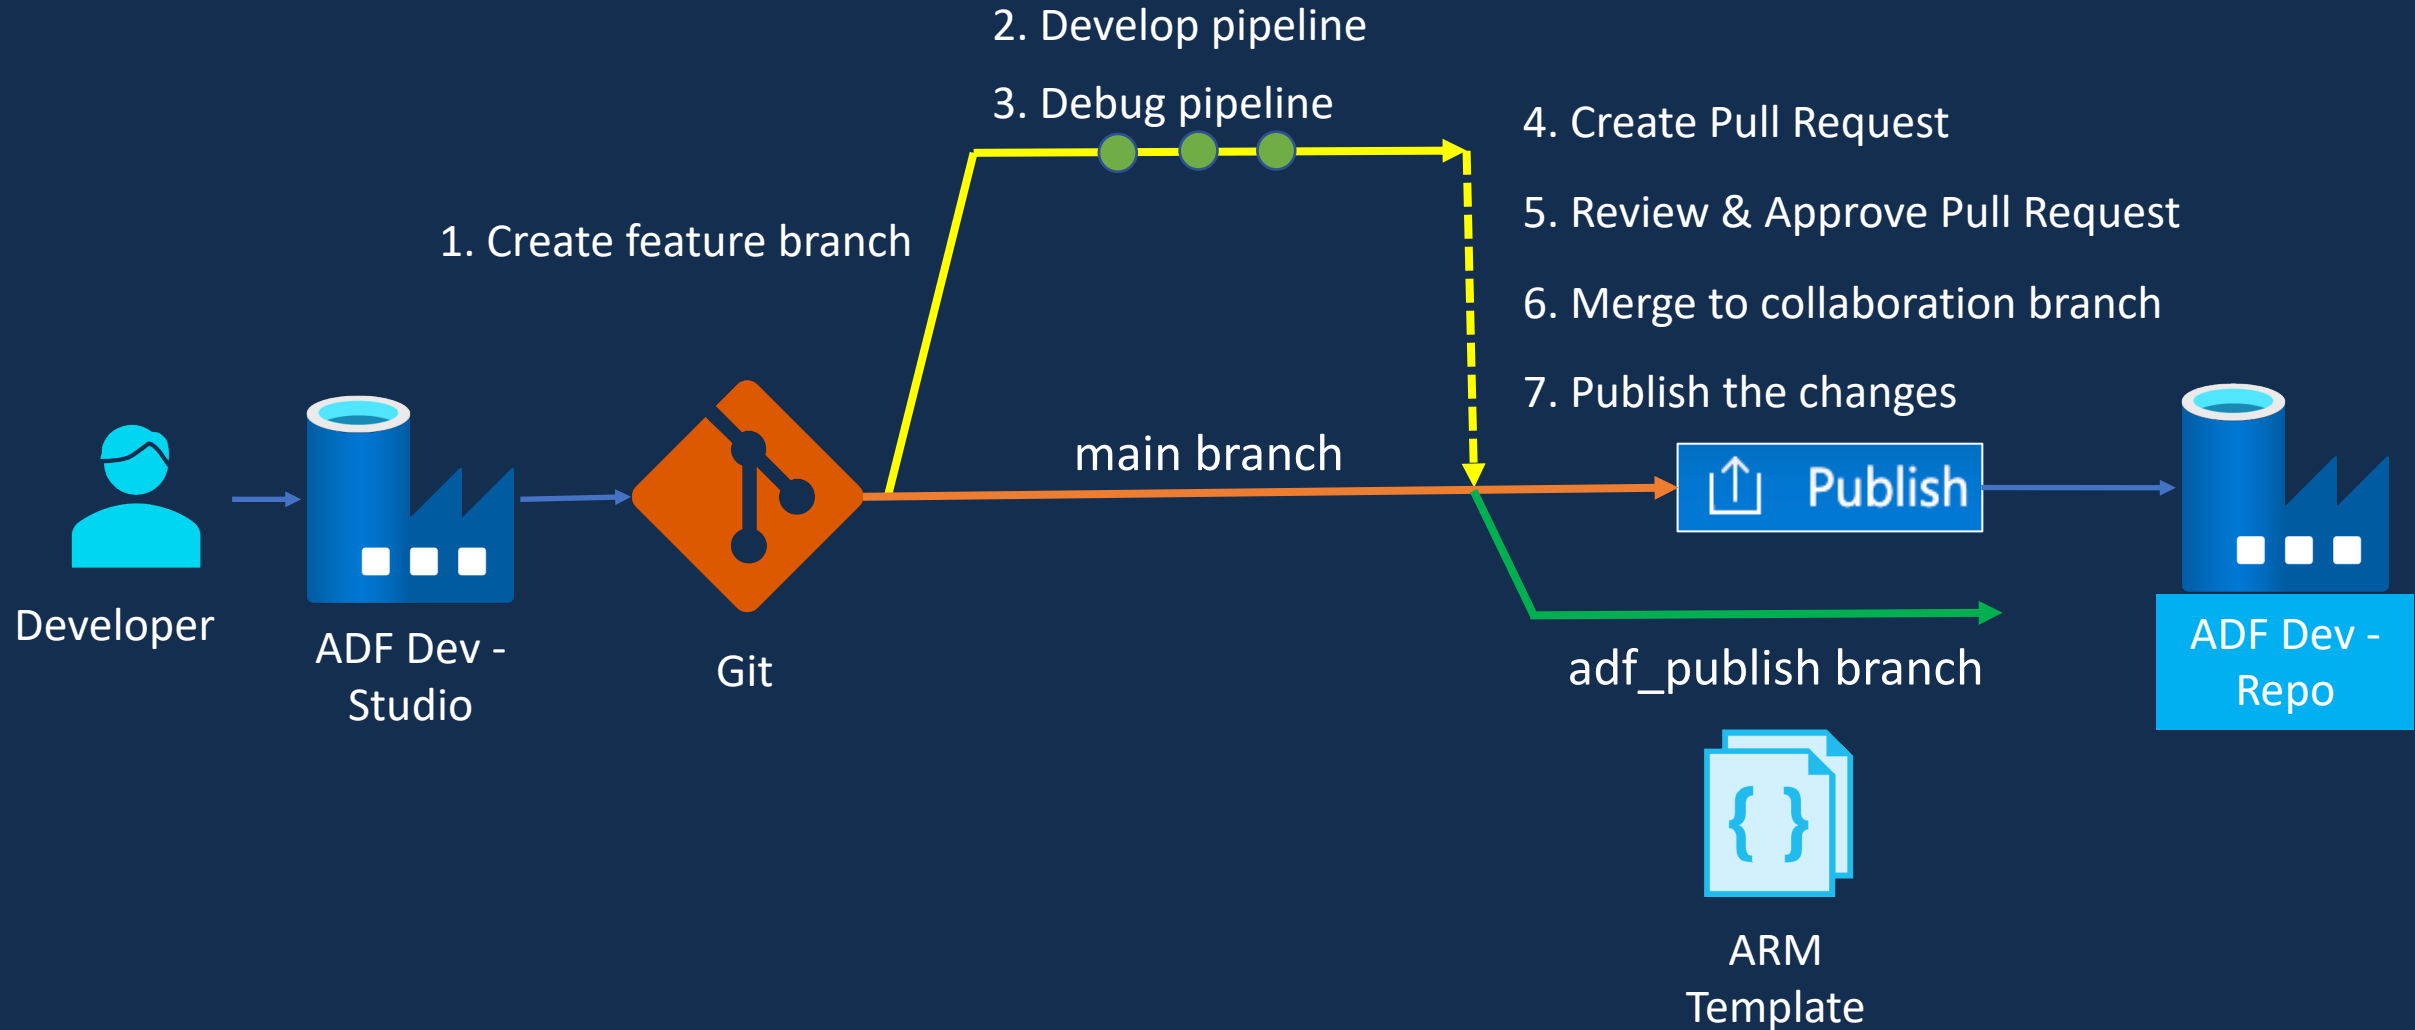 2. Develop pipeline
3. Debug pipeline
4. Create Pull Request
5. Review & Approve Pull Request
1. Create feature branch
6. Merge to collaboration branch
7. Publish the changes
main branch
Publish
Developer
ADF Dev -
Studio
Git
adf_publish branch
ADF Dev -
Repo
{ }
ARM
Template